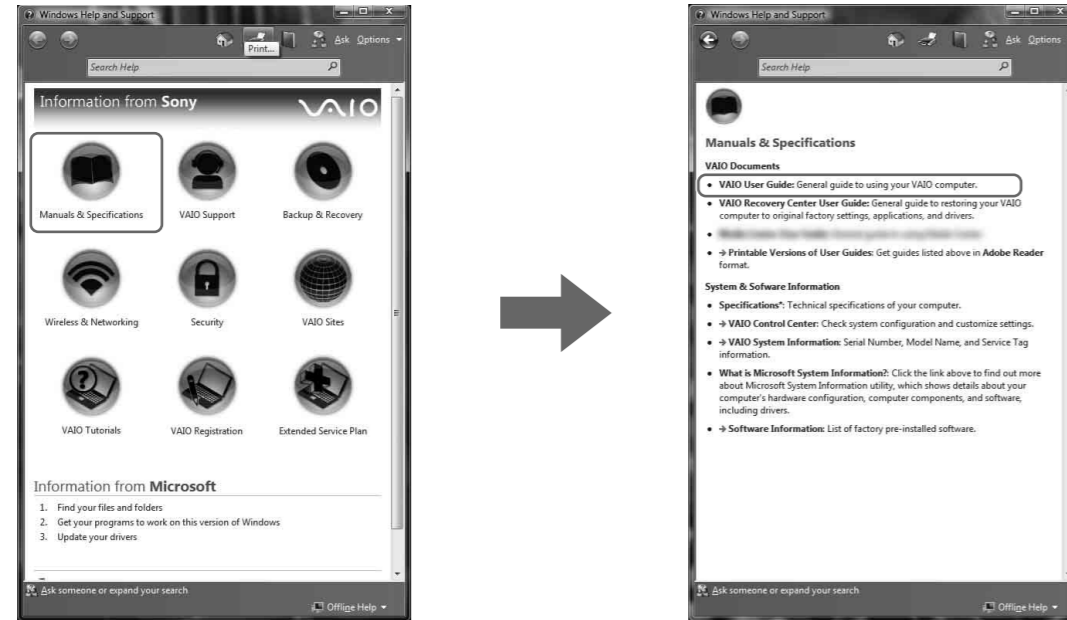 Windows Help and Support
Print...
Ask Options
Search Help
Information from Sony
VAIO
Manuals & Specifications
VAIO Support
Backup & Recovery
Wireless & Networking
Security
VAIO Sites
VAIO Tutorials
VAIO Registration
Extended Service Plan
Information from Microsoft
1. Find your files and folders
2. Get your programs to work on this version of Windows
3. Update your drivers
Ask someone or expand your search
Offline Help
Windows Help and Support
Ask Options
Search Help
Manuals & Specifications
VAIO Documents
• VAIO User Guide: General guide to using your VAIO computer.
• VAIO Recovery Center User Guide: General guide to restoring your VAIO
computer to original factory settings, applications, and drivers.
• → Printable Versions of User Guides: Get guides listed above in Adobe Reader
format.
System & Sofware Information
• Specifications*: Technical specifications of your computer.
• → VAIO Control Center: Check system configuration and customize settings.
• → VAIO System Information: Serial Number, Model Name, and Service Tag
information.
• What is Microsoft System Information?: Click the link above to find out more
about Microsoft System Information utility, which shows details about your
computer's hardware configuration, computer components, and software,
including drivers.
• → Software Information: List of factory pre-installed software.
Ask someone or expand your search
Offline Help